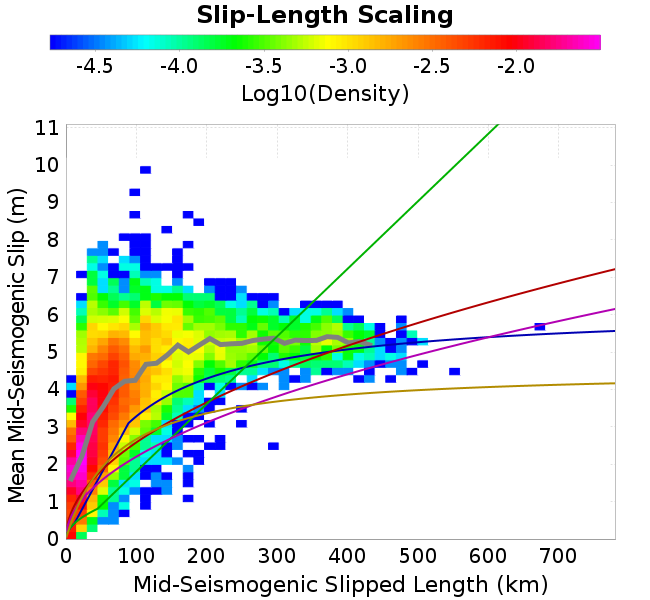 Slip-Length Scaling
-4.5 -4.0 -3.5 -3.0 -2.5 -2.0
Log10(Density)
11
10
9
8
7
6
5
4
3
2
1
0
Mean Mid-Seismogenic Slip (m)
0 100 200 300 400 500 600 700
Mid-Seismogenic Slipped Length (km)